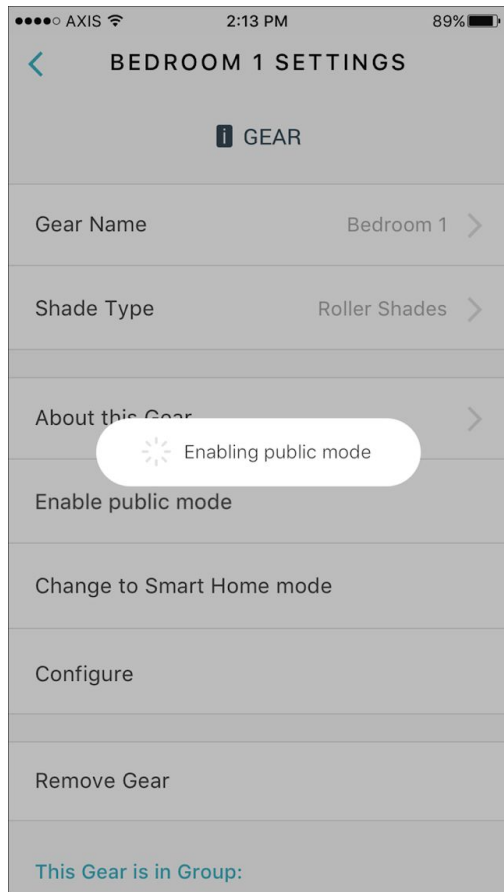 AXIS 2:13 PM 89%
BEDROOM 1 SETTINGS
i GEAR
Gear Name Bedroom 1
Shade Type Roller Shades
About this Gear
Enabling public mode
Enable public mode
Change to Smart Home mode
Configure
Remove Gear
This Gear is in Group: